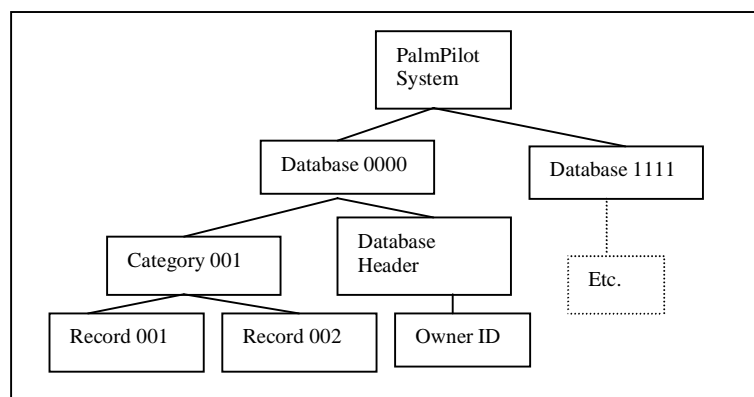 PalmPilot
System
Database 0000
Database 1111
Category 001
Database
Header
Etc.
Record 001
Record 002
Owner ID